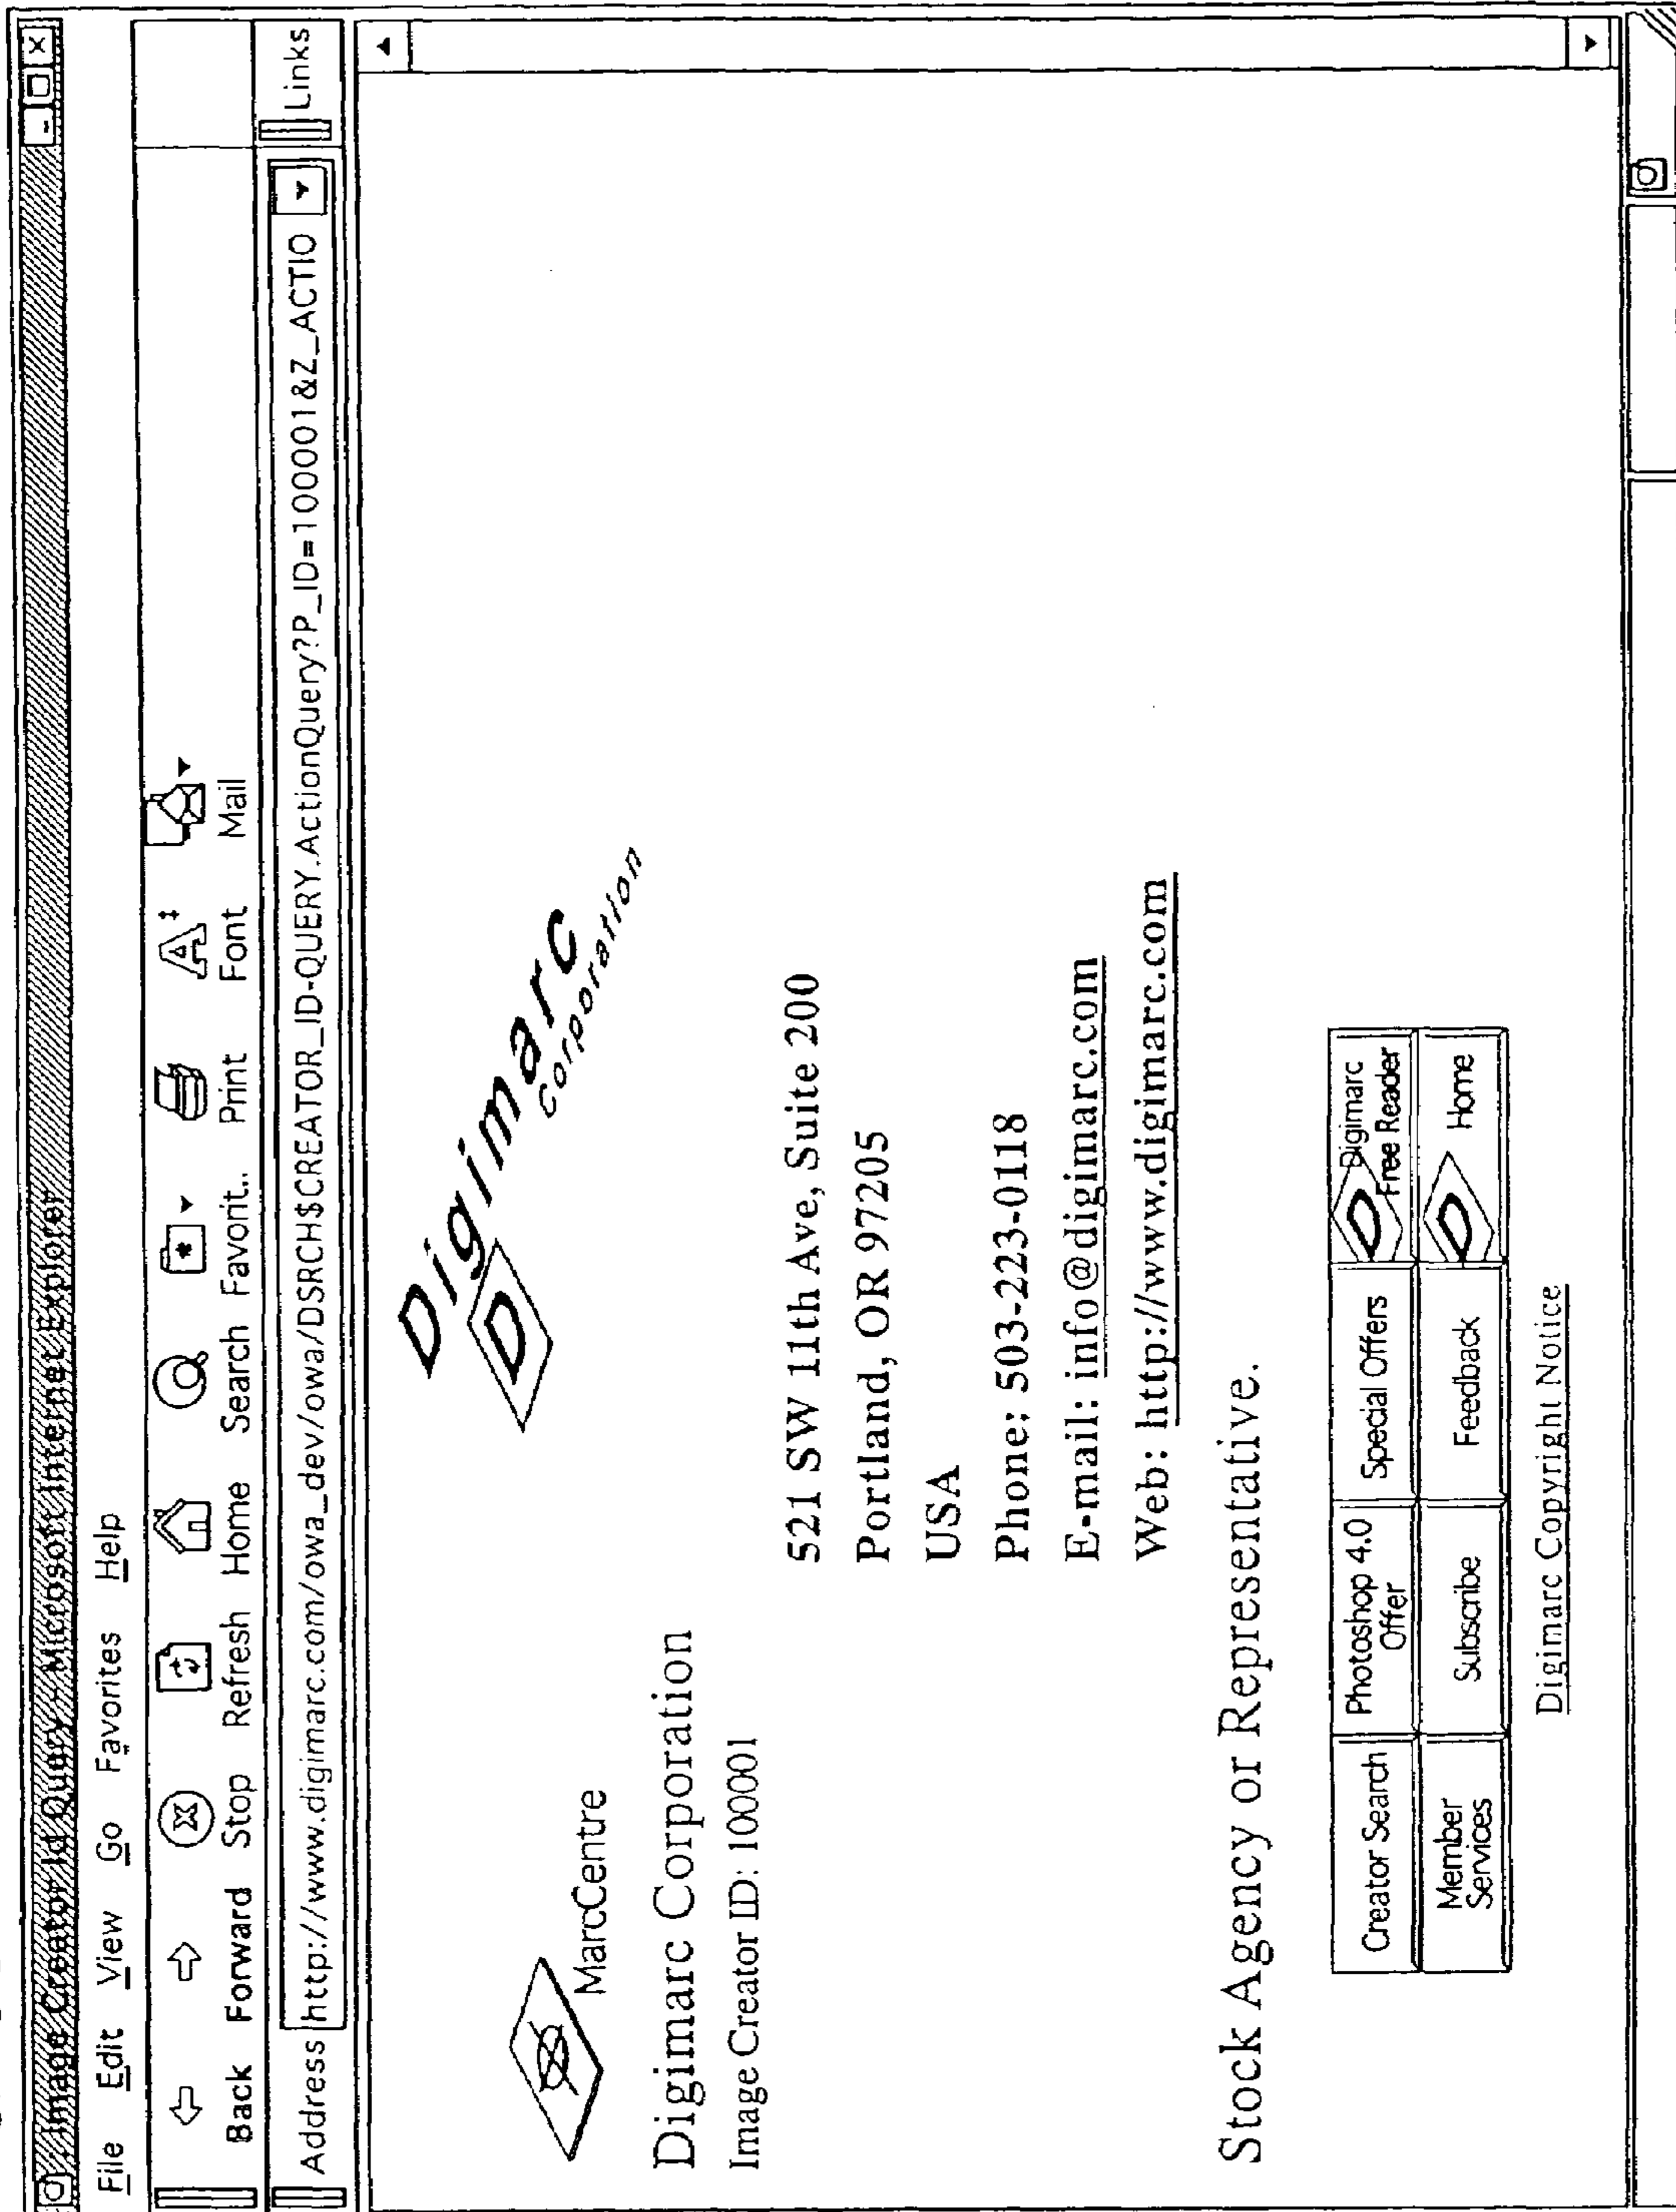 Image Creator Id Query - Microsoft Internet Explorer
File Edit View Go Favorites Help
Back Forward Stop Refresh Home Search Favorit.. Print Font Mail
Address http://www.digimarc.com/owa_dev/owa/DSRCH$CREATOR_ID-QUERY.ActionQuery?P_ID=100001&Z_ACTIO Links
Digimarc
Corporation
D
MarcCentre
Digimarc Corporation
Image Creator ID: 100001
521 SW 11th Ave, Suite 200
Portland, OR 97205
USA
Phone: 503-223-0118
E-mail: info@digimarc.com
Web: http://www.digimarc.com
Stock Agency or Representative.
Creator Search Photoshop 4.0 Offer Special Offers D Digimarc Free Reader
Member Services Subscribe Feedback D Home
Digimarc Copyright Notice